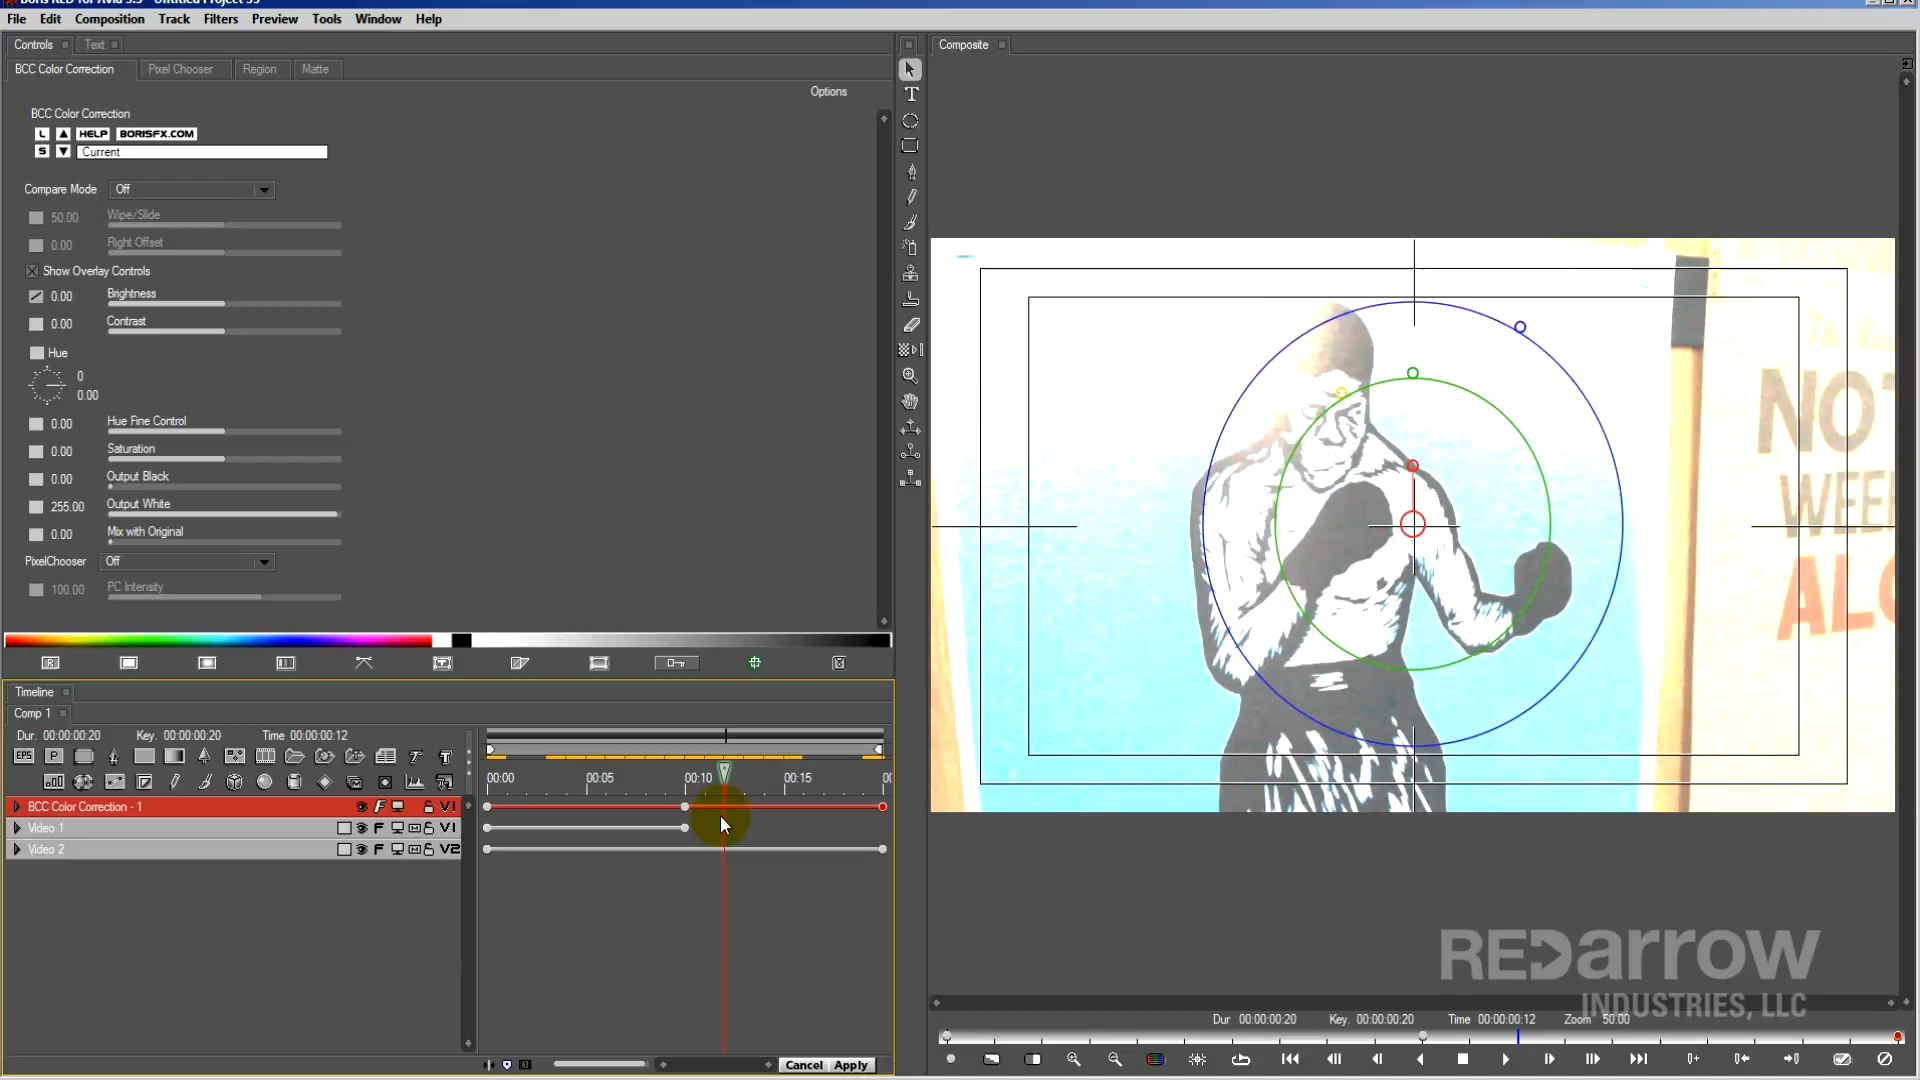 Boris RED for Avid 5.5 - Untitled Project 55
File Edit Composition Track Filters Preview Tools Window Help
Controls Text
BCC Color Correction Pixel Chooser Region Matte
Options
BCC Color Correction
L HELP BORISFX.COM
S Current
Compare Mode Off
50.00 Wipe/Slide
0.00 Right Offset
Show Overlay Controls
0.00 Brightness
0.00 Contrast
Hue
0
0.00
0.00 Hue Fine Control
0.00 Saturation
0.00 Output Black
255.00 Output White
0.00 Mix with Original
PixelChooser Off
100.00 PC Intensity
Timeline
Comp 1
Dur. 00:00:00:20 Key. 00:00:00:20 Time 00:00:00:12
EPS P T
00:00 00:05 00:10 00:15 00
BCC Color Correction - 1 F V1
Video 1 F M V1
Video 2 F M V2
Cancel Apply
T
Composite
NOT
WEE
ALC
REDarrow
INDUSTRIES, LLC
Dur 00:00:00:20 Key. 00:00:00:20 Time 00:00:00:12 Zoom 50.00